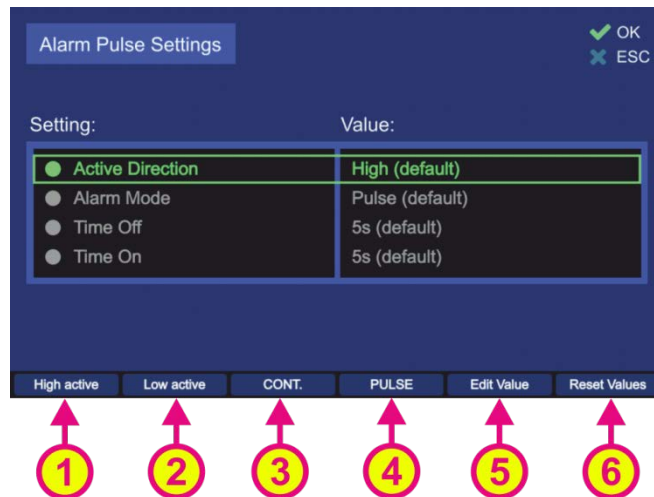 Alarm Pulse Settings
OK
ESC
Setting:
Value:
Active Direction
High (default)
Alarm Mode
Pulse (default)
Time Off
5s (default)
Time On
5s (default)
High active
Low active
CONT.
PULSE
Edit Value
Reset Values
1
2
3
4
5
6